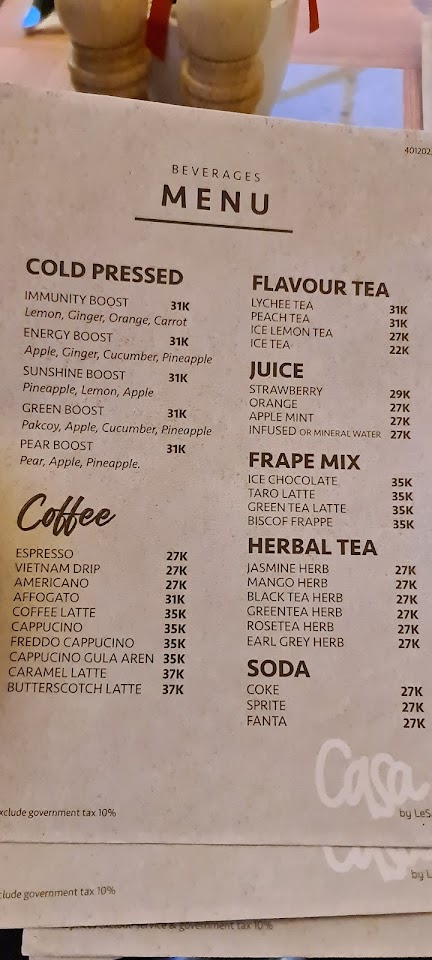 401202
BEVERAGES
MENU
COLD PRESSED
IMMUNITY BOOST 31K
Lemon, Ginger, Orange, Carrot
ENERGY BOOST 31K
Apple, Ginger, Cucumber, Pineapple
SUNSHINE BOOST 31K
Pineapple, Lemon, Apple
GREEN BOOST 31K
Pakcoy, Apple, Cucumber, Pineapple
PEAR BOOST 31K
Pear, Apple, Pineapple.
Coffee
ESPRESSO 27K
VIETNAM DRIP 27K
AMERICANO 27K
AFFOGATO 31K
COFFEE LATTE 35K
CAPPUCINO 35K
FREDDO CAPPUCINO 35K
CAPPUCINO GULA AREN 35K
CARAMEL LATTE 37K
BUTTERSCOTCH LATTE 37K
FLAVOUR TEA
LYCHEE TEA 31K
PEACH TEA 31K
ICE LEMON TEA 27K
ICE TEA 22K
JUICE
STRAWBERRY 29K
ORANGE 27K
APPLE MINT 27K
INFUSED OR MINERAL WATER 27K
FRAPE MIX
ICE CHOCOLATE 35K
TARO LATTE 35K
GREEN TEA LATTE 35K
BISCOF FRAPPE 35K
HERBAL TEA
JASMINE HERB 27K
MANGO HERB 27K
BLACK TEA HERB 27K
GREENTEA HERB 27K
ROSETEA HERB 27K
EARL GREY HERB 27K
SODA
COKE 27K
SPRITE 27K
FANTA 27K
Casa
xclude government tax 10%
by LeS
clude government tax 10%
by L
service & government tax 10%